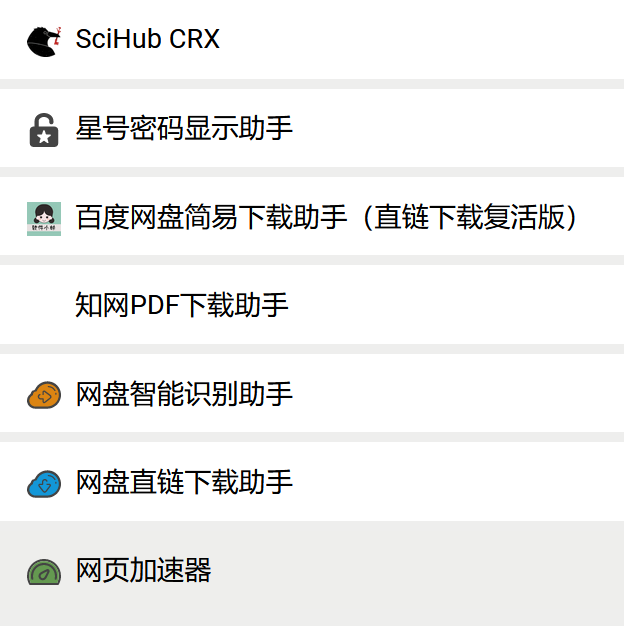 SciHub CRX
星号密码显示助手
百度网盘简易下载助手（直链下载复活版）
知网PDF下载助手
网盘智能识别助手
网盘直链下载助手
网页加速器